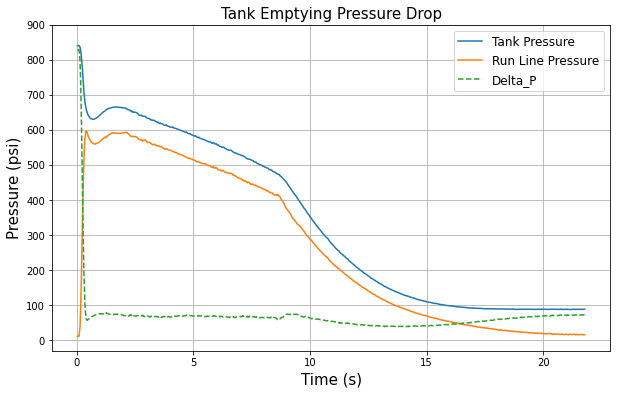 Tank Emptying Pressure Drop
900
800
700
600
500
400
300
200
100
0
Pressure (psi)
Tank Pressure
Run Line Pressure
Delta_P
0
5
10
15
20
Time (s)